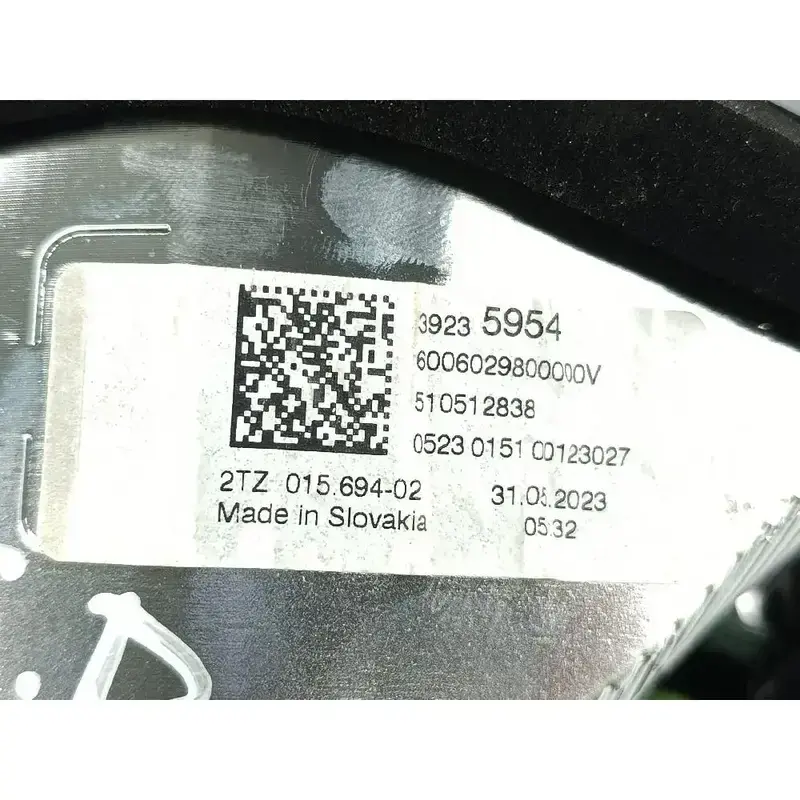 3923 5954
6006029800000V
510512838
0523 0151 00123027
2TZ 015.694-02
Made in Slovakia
31.08.2023
05:32